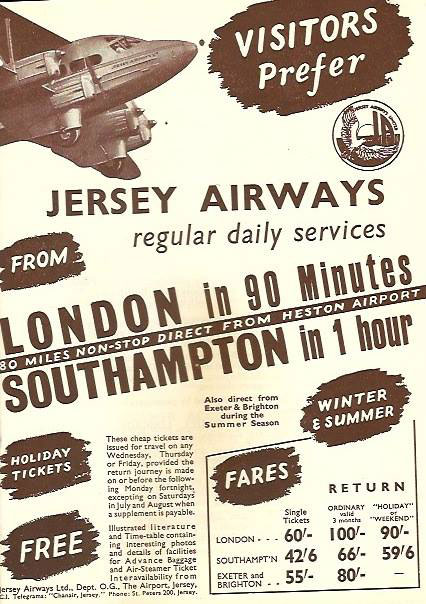 VISITORS
Prefer
JERSEY AIRWAYS
regular daily services
FROM
LONDON in 90 Minutes
80 MILES NON-STOP DIRECT FROM HESTON AIRPORT
SOUTHAMPTON in 1 hour
Also direct from
Exeter & Brighton
during the
Summer Season
WINTER
& SUMMER
HOLIDAY
TICKETS
These cheap tickets are
issued for travel on any
Wednesday, Thursday
or Friday, provided the
return journey is made
on or before the follow-
ing Monday fortnight,
excepting on Saturdays
in July and August when a
supplement is payable.
FREE
Illustrated literature
and Time-table contain-
ing interesting photos
and details of facilities
for Advance Baggage
and Air-Steamer Ticket
Interavailability from
Jersey Airways Ltd., Dept. O.G., The Airport, Jersey,
C.I. Telegrams: "Chanair, Jersey." Phone: St. Peters 200, Jersey.
FARES
RETURN
Single Tickets ORDINARY valid 3 months "HOLIDAY" or "WEEKEND"
LONDON - - - 60/- 100/- 90/-
SOUTHAMPT'N 42/6 66/- 59/6
EXETER and
BRIGHTON - - 55/- 80/-